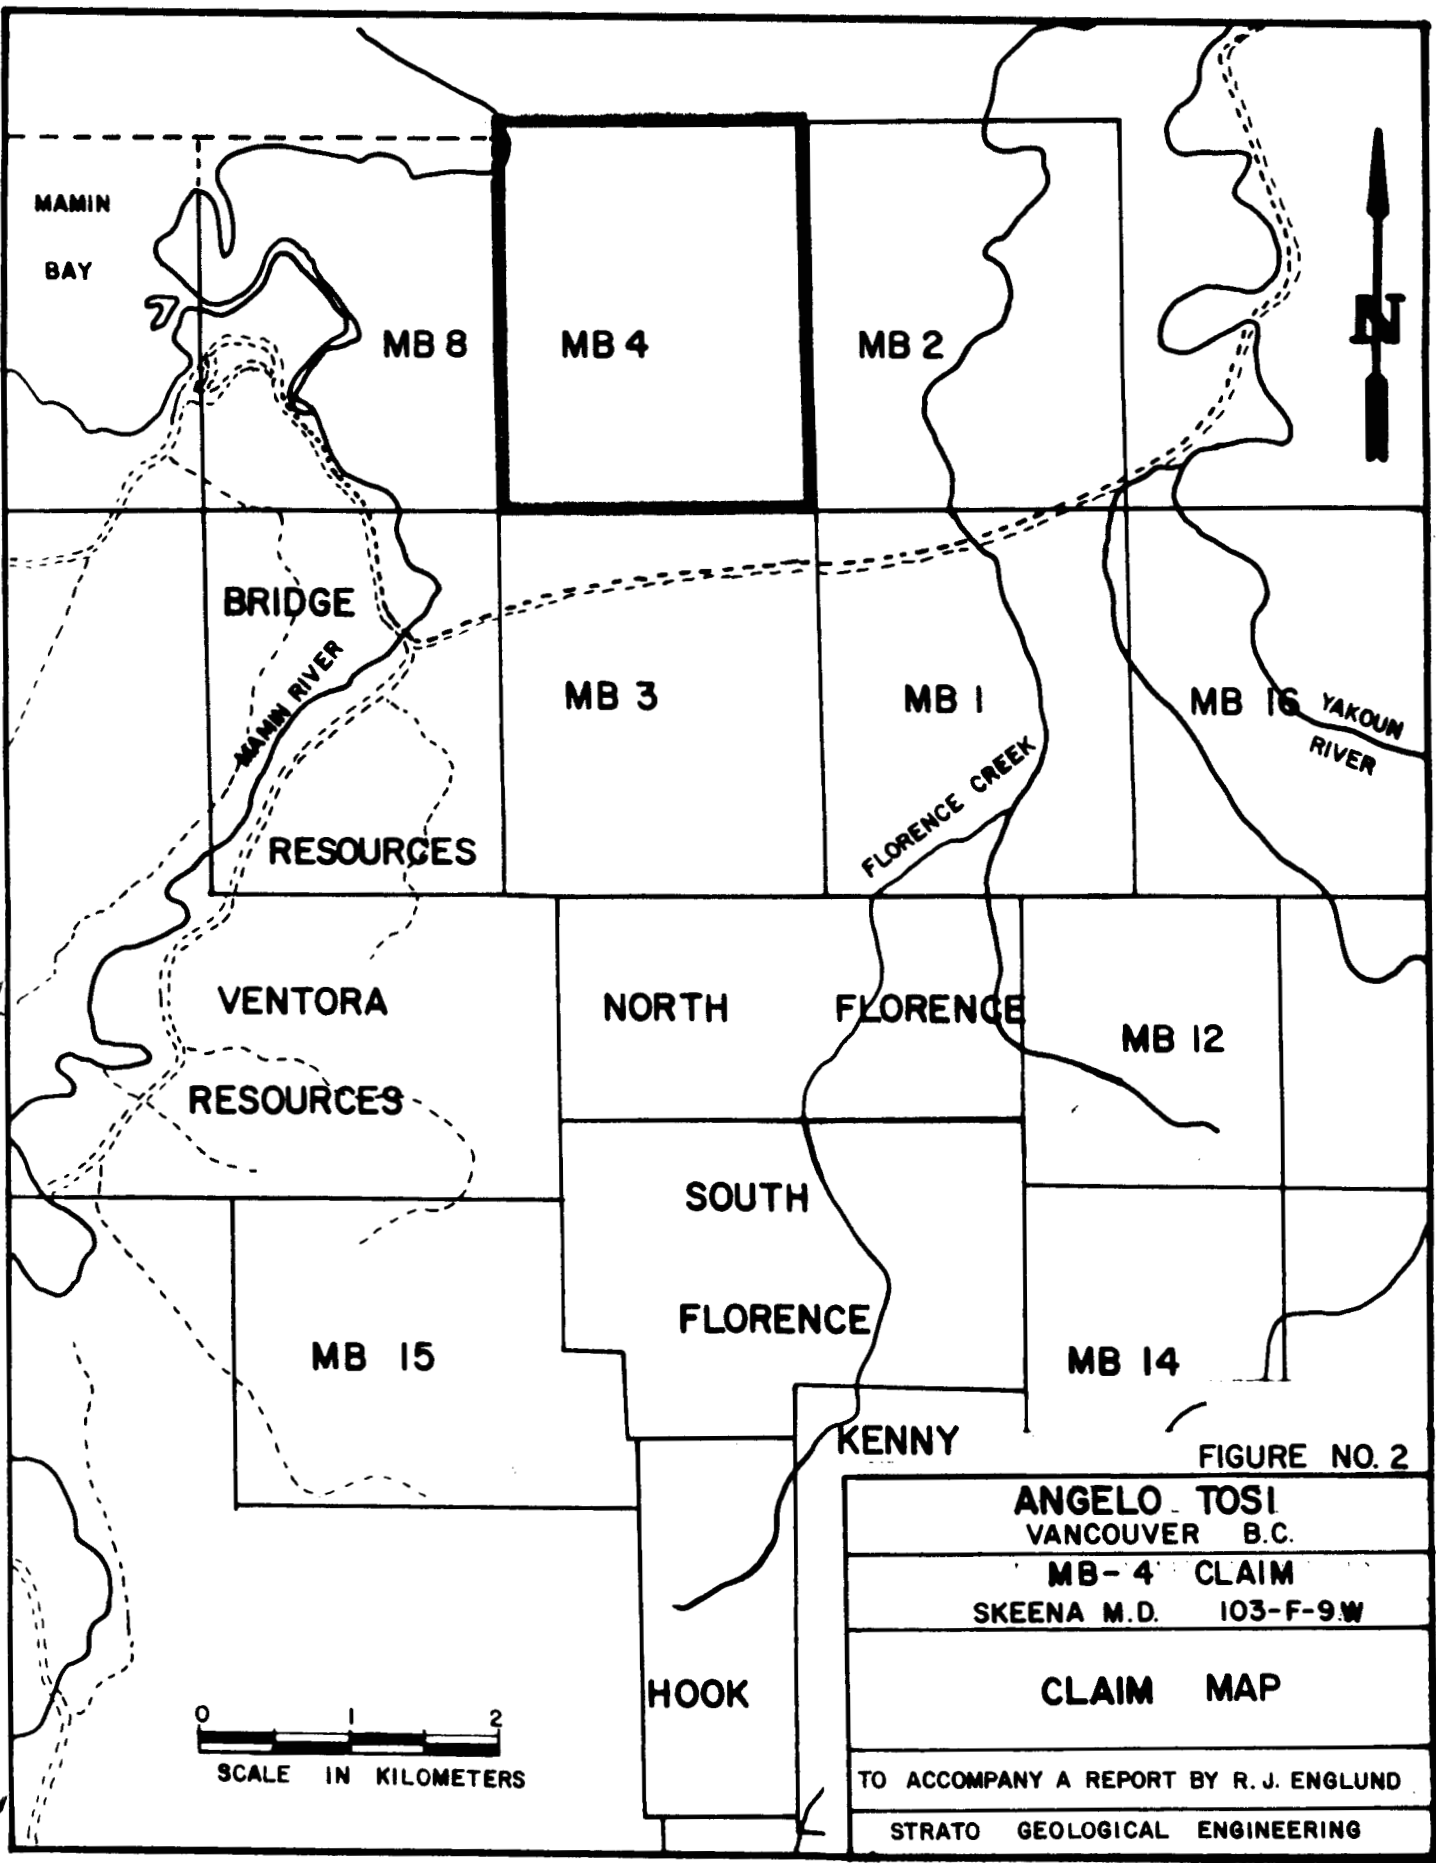 MAMIN
BAY
MB 8
MB 4
MB 2
N
BRIDGE
MAMIN RIVER
RESOURCES
MB 3
MB 1
FLORENCE CREEK
MB 16
YAKOUN
RIVER
VENTORA
RESOURCES
NORTH FLORENCE
MB 12
SOUTH
FLORENCE
MB 15
MB 14
KENNY
HOOK
FIGURE NO. 2
ANGELO TOSI
VANCOUVER B.C.
MB-4 CLAIM
SKEENA M.D. 103-F-9W
CLAIM MAP
TO ACCOMPANY A REPORT BY R. J. ENGLUND
STRATO GEOLOGICAL ENGINEERING
0 1 2
SCALE IN KILOMETERS